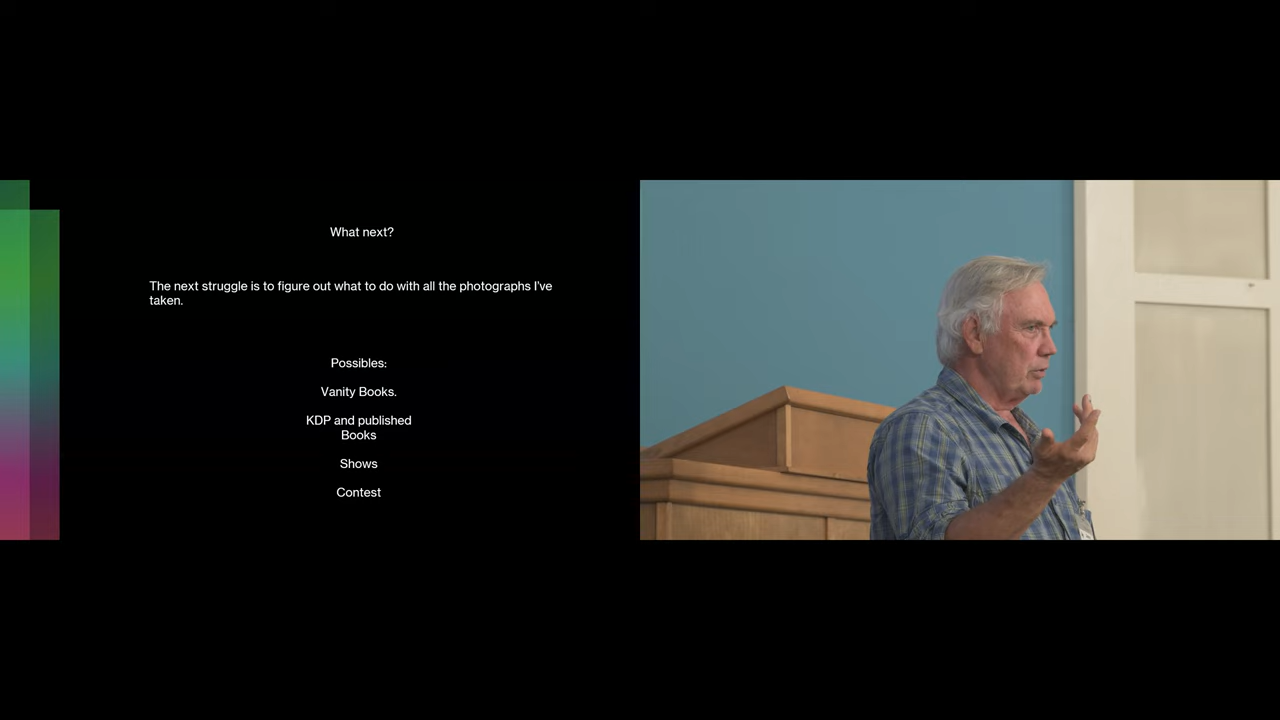 What next?
The next struggle is to figure out what to do with all the photographs I've
taken.
Possibles:
Vanity Books.
KDP and published
Books
Shows
Contest